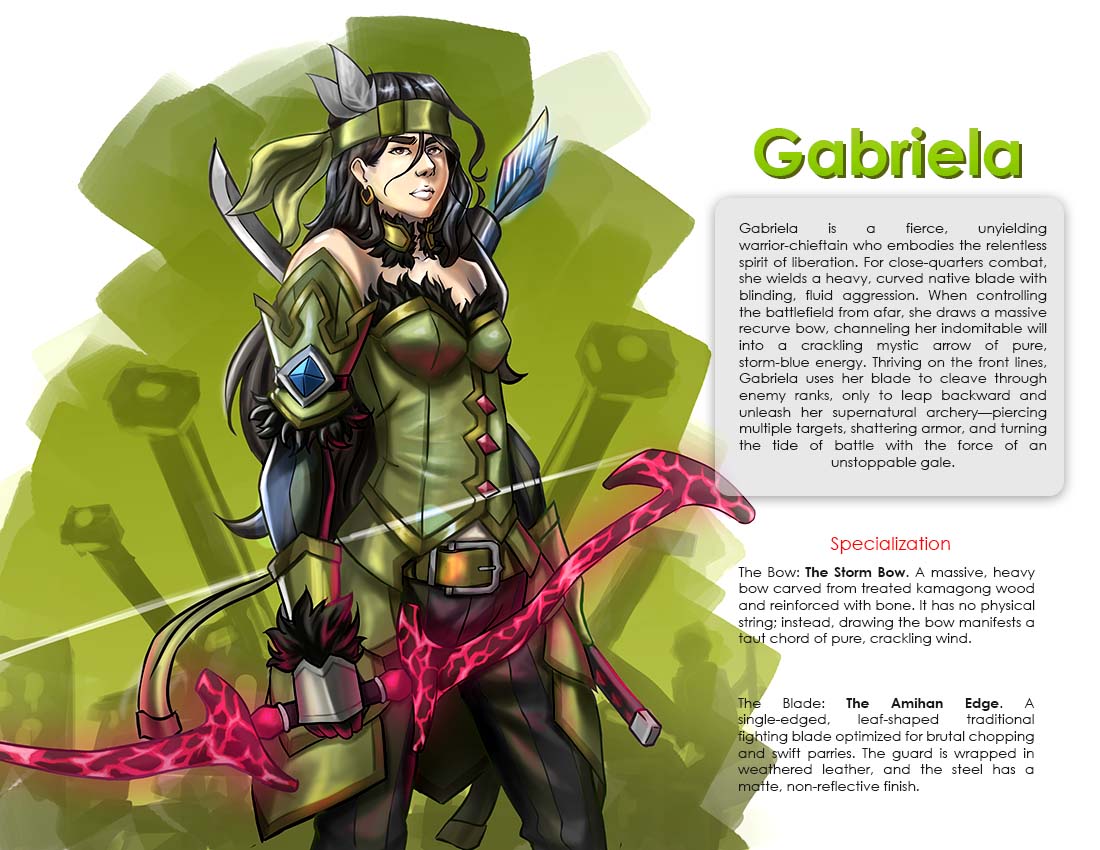 Gabriela
Gabriela is a fierce, unyielding
warrior-chieftain who embodies the relentless
spirit of liberation. For close-quarters combat,
she wields a heavy, curved native blade with
blinding, fluid aggression. When controlling
the battlefield from afar, she draws a massive
recurve bow, channeling her indomitable will
into a crackling mystic arrow of pure,
storm-blue energy. Thriving on the front lines,
Gabriela uses her blade to cleave through
enemy ranks, only to leap backward and
unleash her supernatural archery—piercing
multiple targets, shattering armor, and turning
the tide of battle with the force of an
unstoppable gale.
Specialization
The Bow: The Storm Bow. A massive, heavy
bow carved from treated kamagong wood
and reinforced with bone. It has no physical
string; instead, drawing the bow manifests a
taut chord of pure, crackling wind.
The Blade: The Amihan Edge. A
single-edged, leaf-shaped traditional
fighting blade optimized for brutal chopping
and swift parries. The guard is wrapped in
weathered leather, and the steel has a
matte, non-reflective finish.